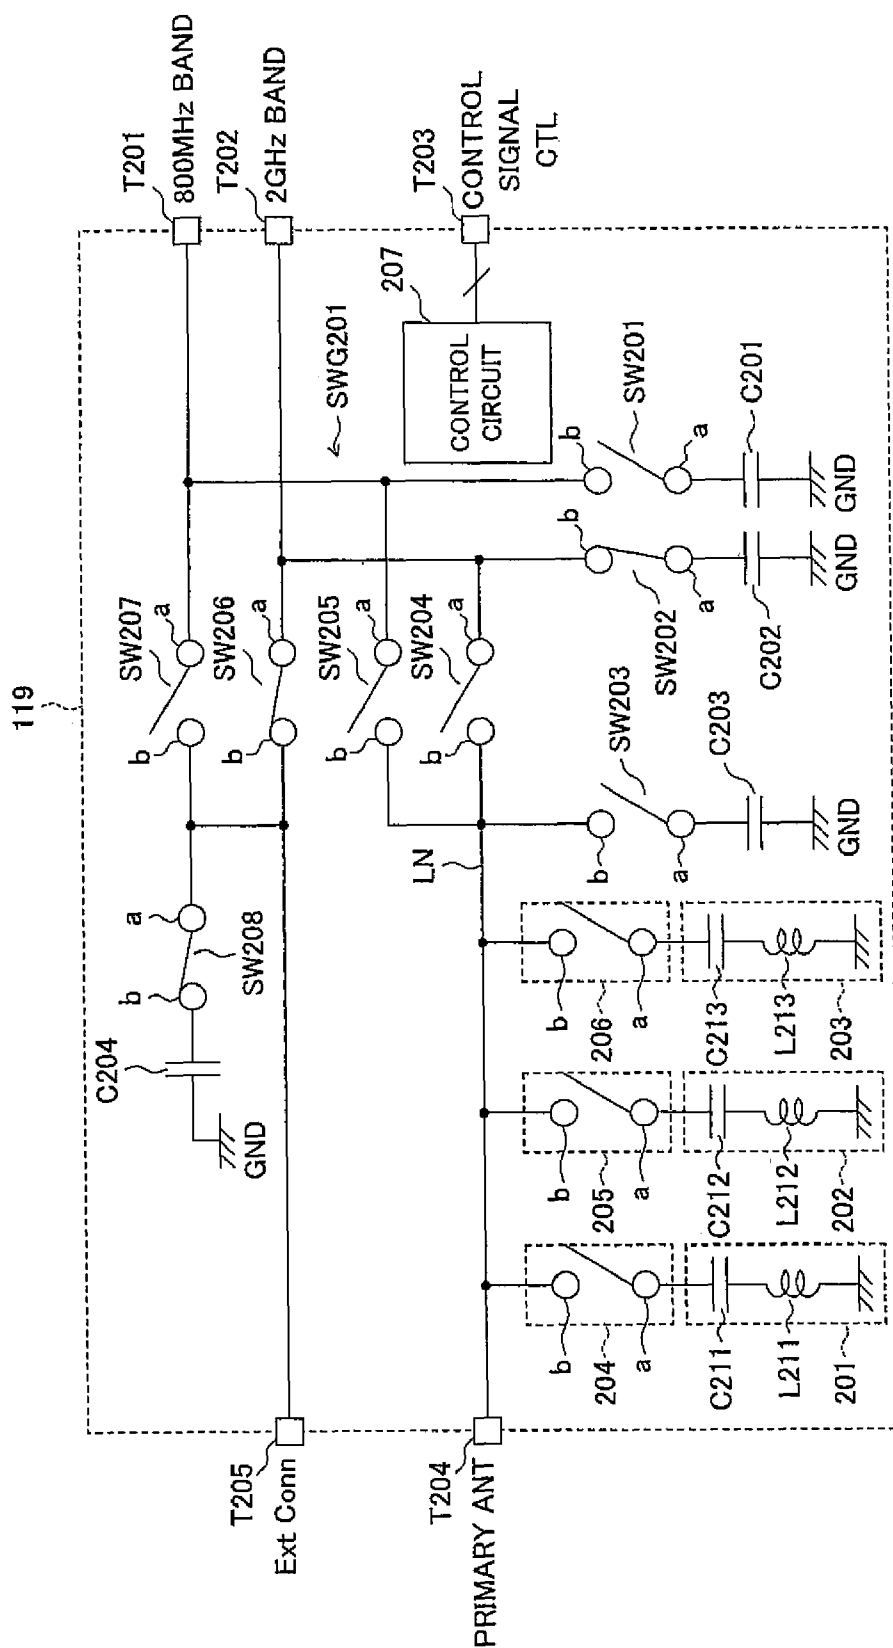 119
T201
800MHz BAND
T202
2GHz BAND
T203
CONTROL
SIGNAL
CTL
207
CONTROL
CIRCUIT
SWG201
SW207
a
b
SW206
a
b
SW205
a
b
SW204
a
b
SW208
a
b
C204
GND
SW201
b
a
C201
GND
SW202
b
a
C202
GND
SW203
b
a
C203
GND
LN
206
b
a
C213
L213
203
205
b
a
C212
L212
202
204
b
a
C211
L211
201
T205
Ext Conn
T204
PRIMARY ANT